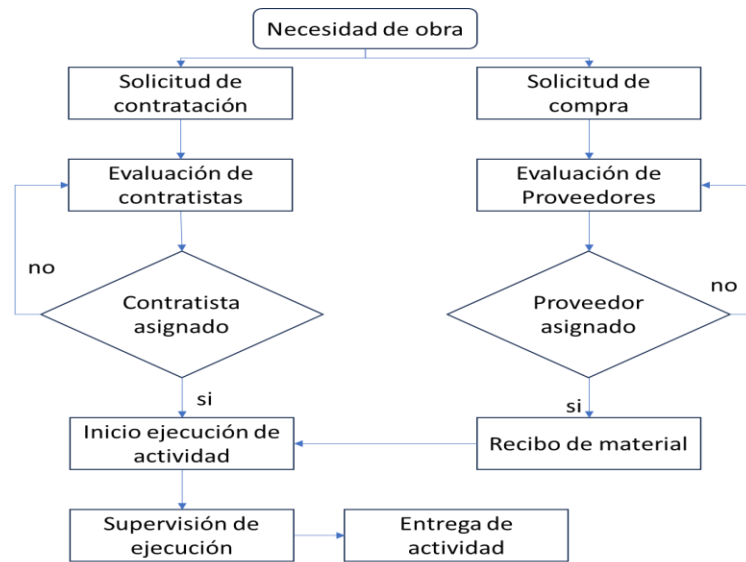 Necesidad de obra
Solicitud de
contratación
Solicitud de
compra
Evaluación de
contratistas
Evaluación de
Proveedores
no
Contratista
asignado
Proveedor
asignado
no
si
si
Inicio ejecución de
actividad
Recibo de material
Supervisión de
ejecución
Entrega de
actividad